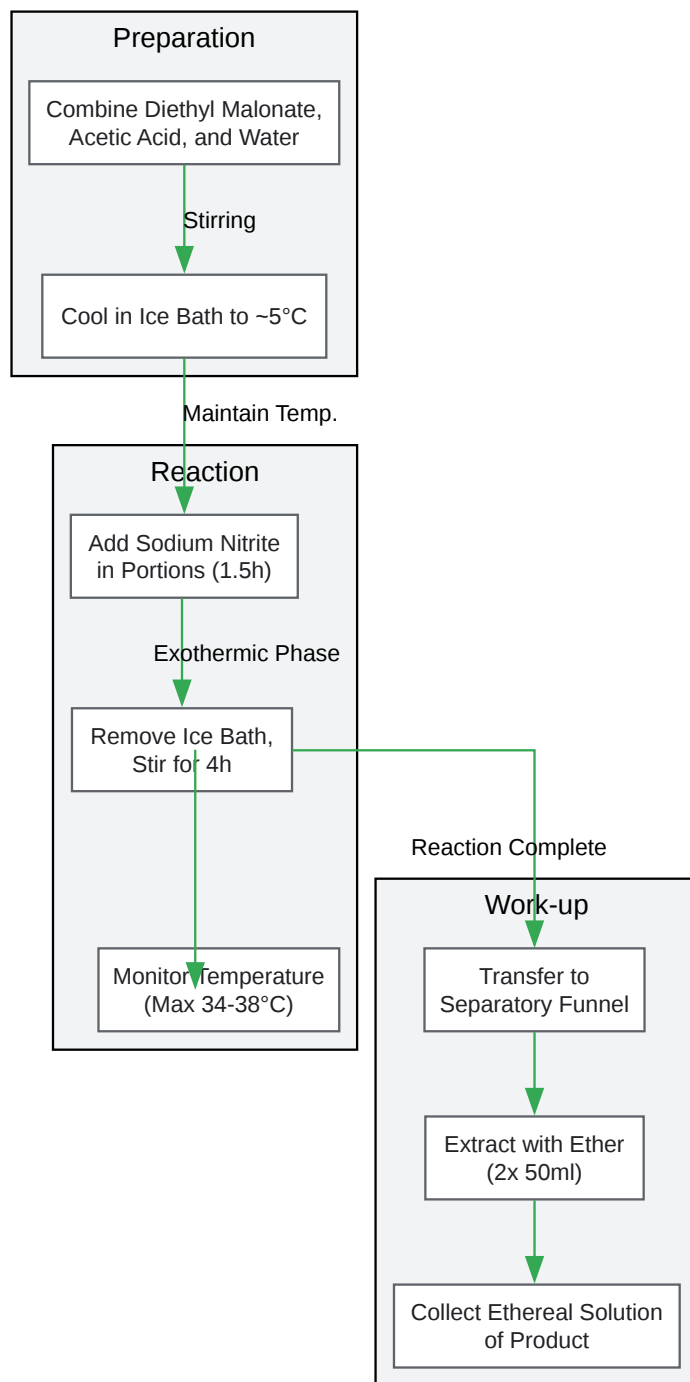 Preparation
Combine Diethyl Malonate,
Acetic Acid, and Water
Stirring
Cool in Ice Bath to ~5°C
Maintain Temp.
Reaction
Add Sodium Nitrite
in Portions (1.5h)
Exothermic Phase
Remove Ice Bath,
Stir for 4h
Monitor Temperature
(Max 34-38°C)
Reaction Complete
Work-up
Transfer to
Separatory Funnel
Extract with Ether
(2x 50ml)
Collect Ethereal Solution
of Product